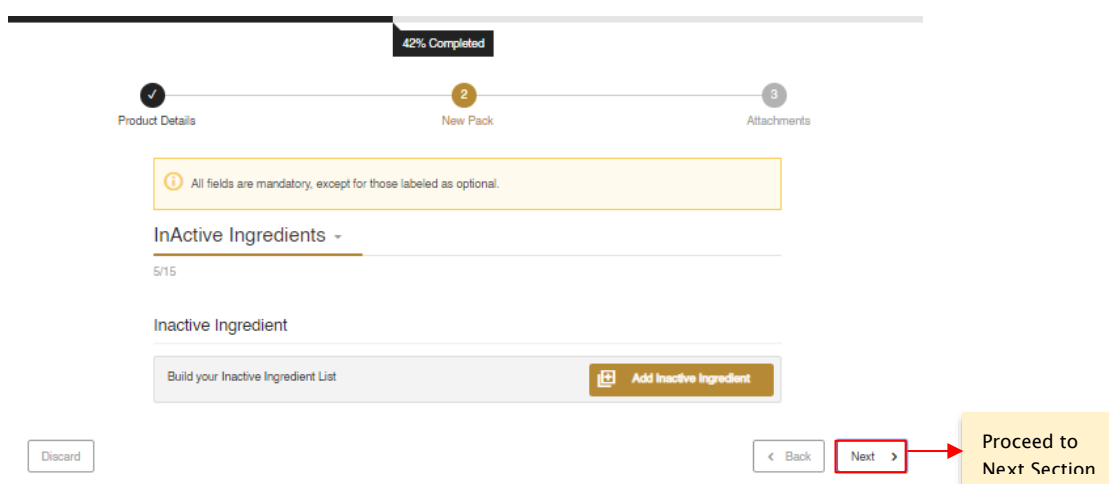 42% Completed
2
3
Product Details
New Pack
Attachments
All fields are mandatory, except for those labeled as optional.
InActive Ingredients
5/15
Inactive Ingredient
Build your Inactive Ingredient List
Add Inactive Ingredient
Discard
Back
Next
Proceed to
Next Section